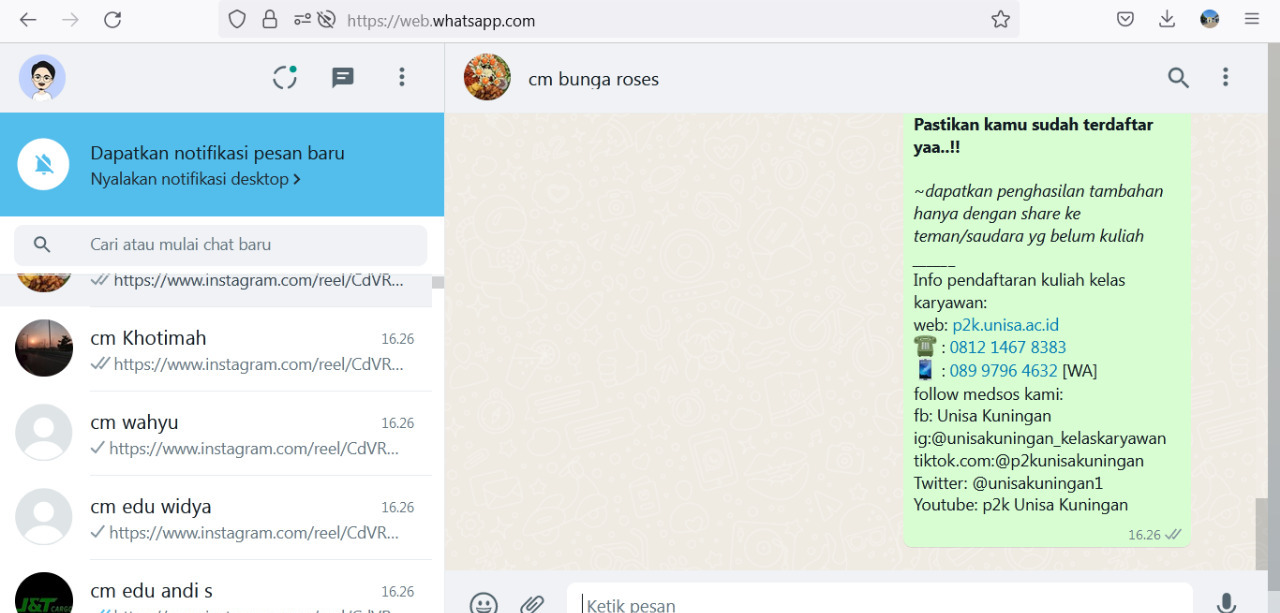 https://web.whatsapp.com
cm bunga roses
Dapatkan notifikasi pesan baru
Nyalakan notifikasi desktop >
Cari atau mulai chat baru
https://www.instagram.com/reel/CdVR...
cm Khotimah 16.26
https://www.instagram.com/reel/CdVR...
cm wahyu 16.26
https://www.instagram.com/reel/CdVR...
cm edu widya 16.26
https://www.instagram.com/reel/CdVR...
cm edu andi s 16.26
J&T CARGO
Pastikan kamu sudah terdaftar
yaa..!!
~dapatkan penghasilan tambahan
hanya dengan share ke
teman/saudara yg belum kuliah
_____
Info pendaftaran kuliah kelas
karyawan:
web: p2k.unisa.ac.id
☎ : 0812 1467 8383
📱 : 089 9796 4632 [WA]
follow medsos kami:
fb: Unisa Kuningan
ig:@unisakuningan_kelaskaryawan
tiktok.com:@p2kunisakuningan
Twitter: @unisakuningan1
Youtube: p2k Unisa Kuningan
16.26
Ketik pesan